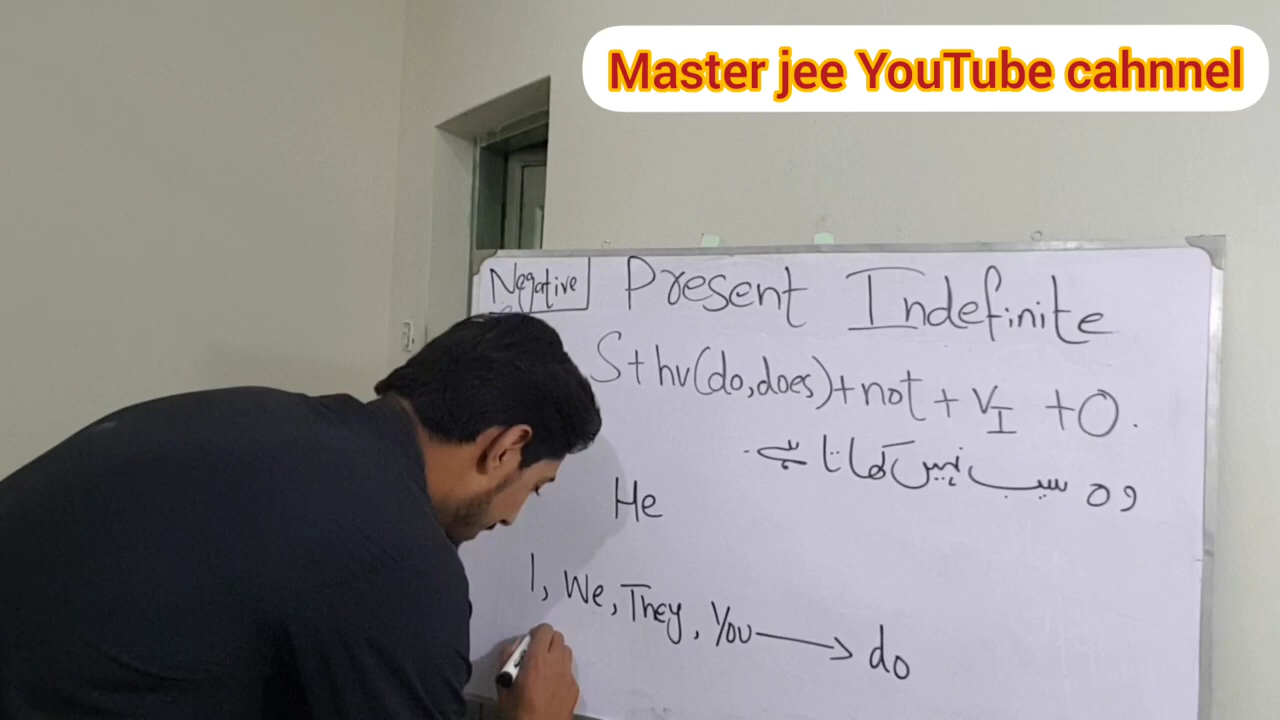 Master jee YouTube cahnnel
Negative Present Indefinite
S+hv(do,does)+not+V_I+O.
وہ سیب نہیں کھاتا ہے۔
He
I, We, They, You → do